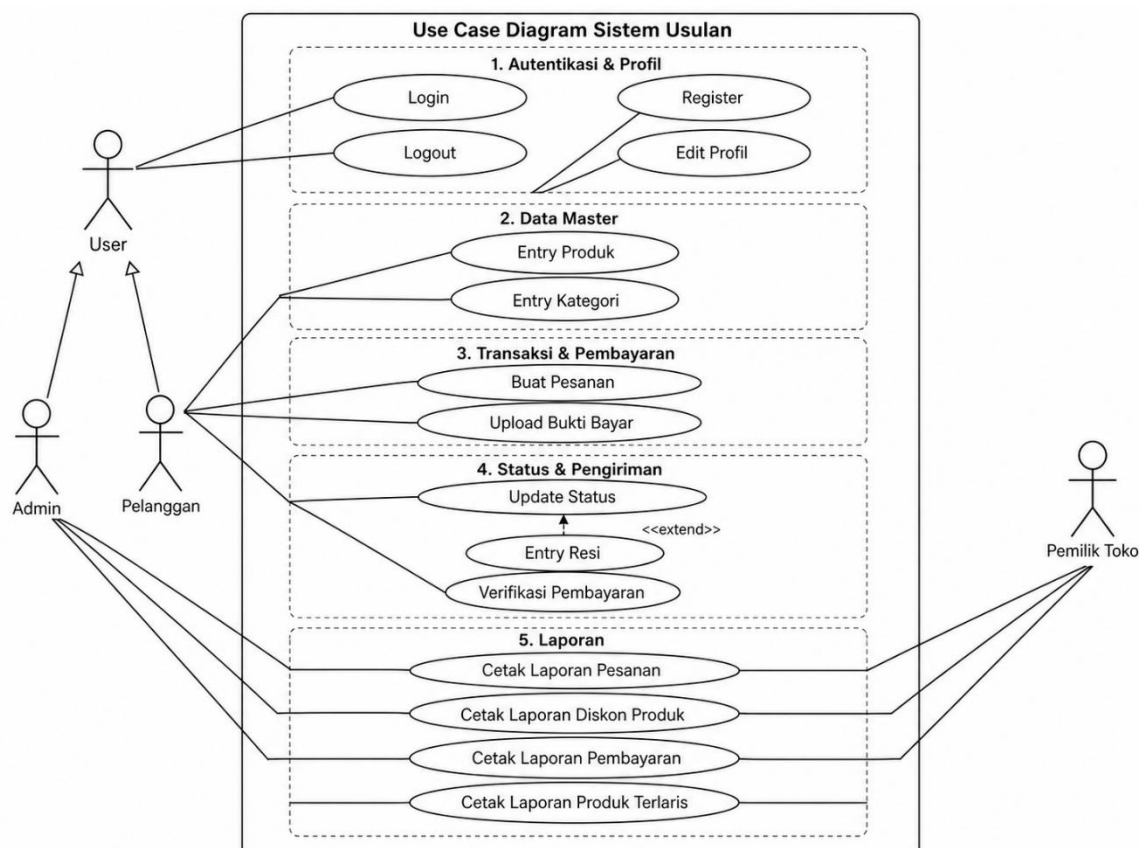 Use Case Diagram Sistem Usulan
1. Autentikasi & Profil
Login
Register
Logout
Edit Profil
User
2. Data Master
Entry Produk
Entry Kategori
3. Transaksi & Pembayaran
Buat Pesanan
Upload Bukti Bayar
4. Status & Pengiriman
Update Status
<<extend>>
Entry Resi
Verifikasi Pembayaran
Admin
Pelanggan
Pemilik Toko
5. Laporan
Cetak Laporan Pesanan
Cetak Laporan Diskon Produk
Cetak Laporan Pembayaran
Cetak Laporan Produk Terlaris